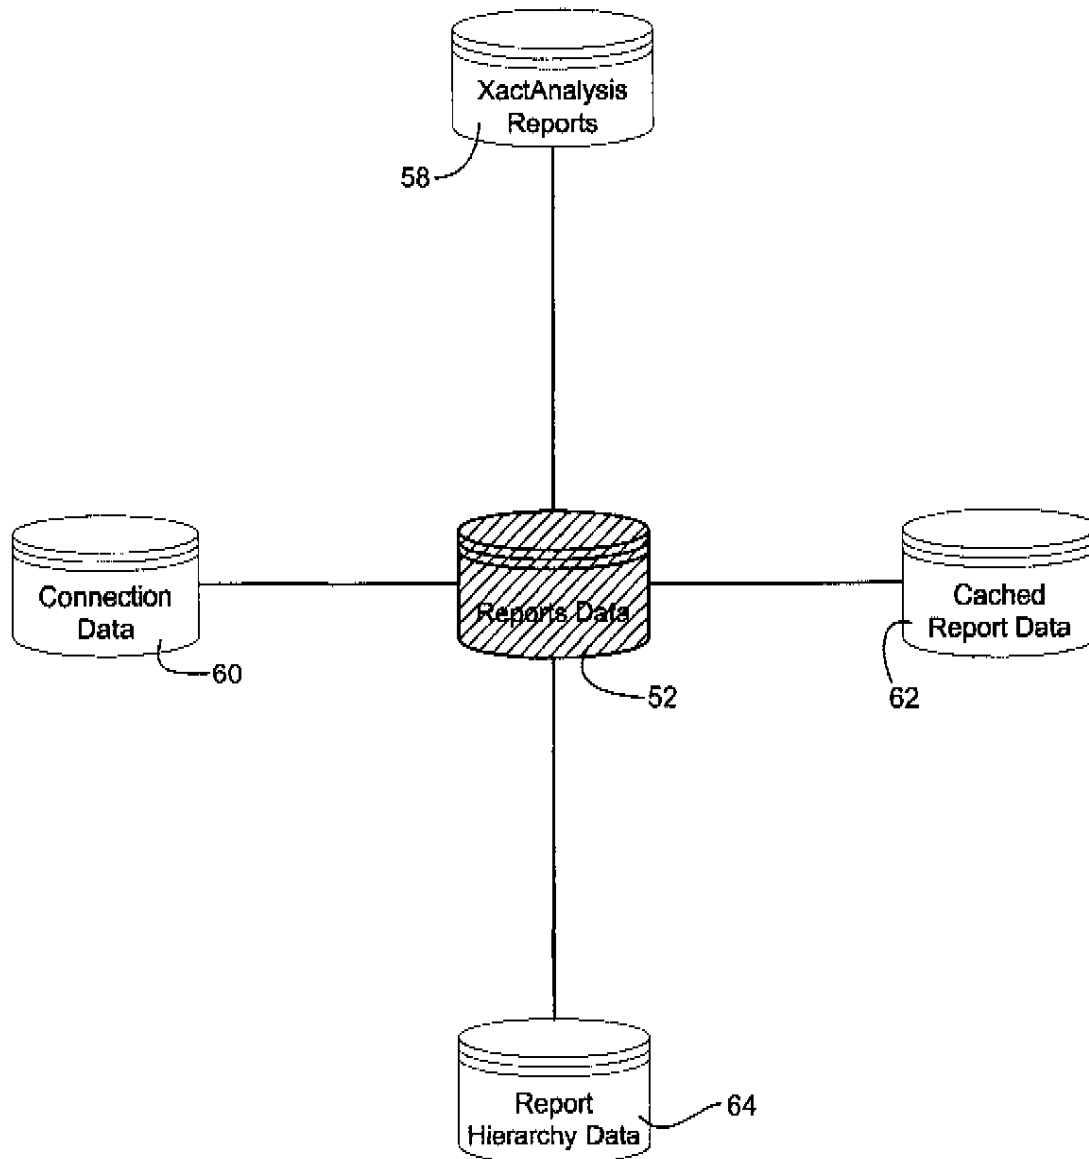 XactAnalysis
Reports
58
Connection
Data
60
Reports Data
52
Cached
Report Data
62
Report
Hierarchy Data
64